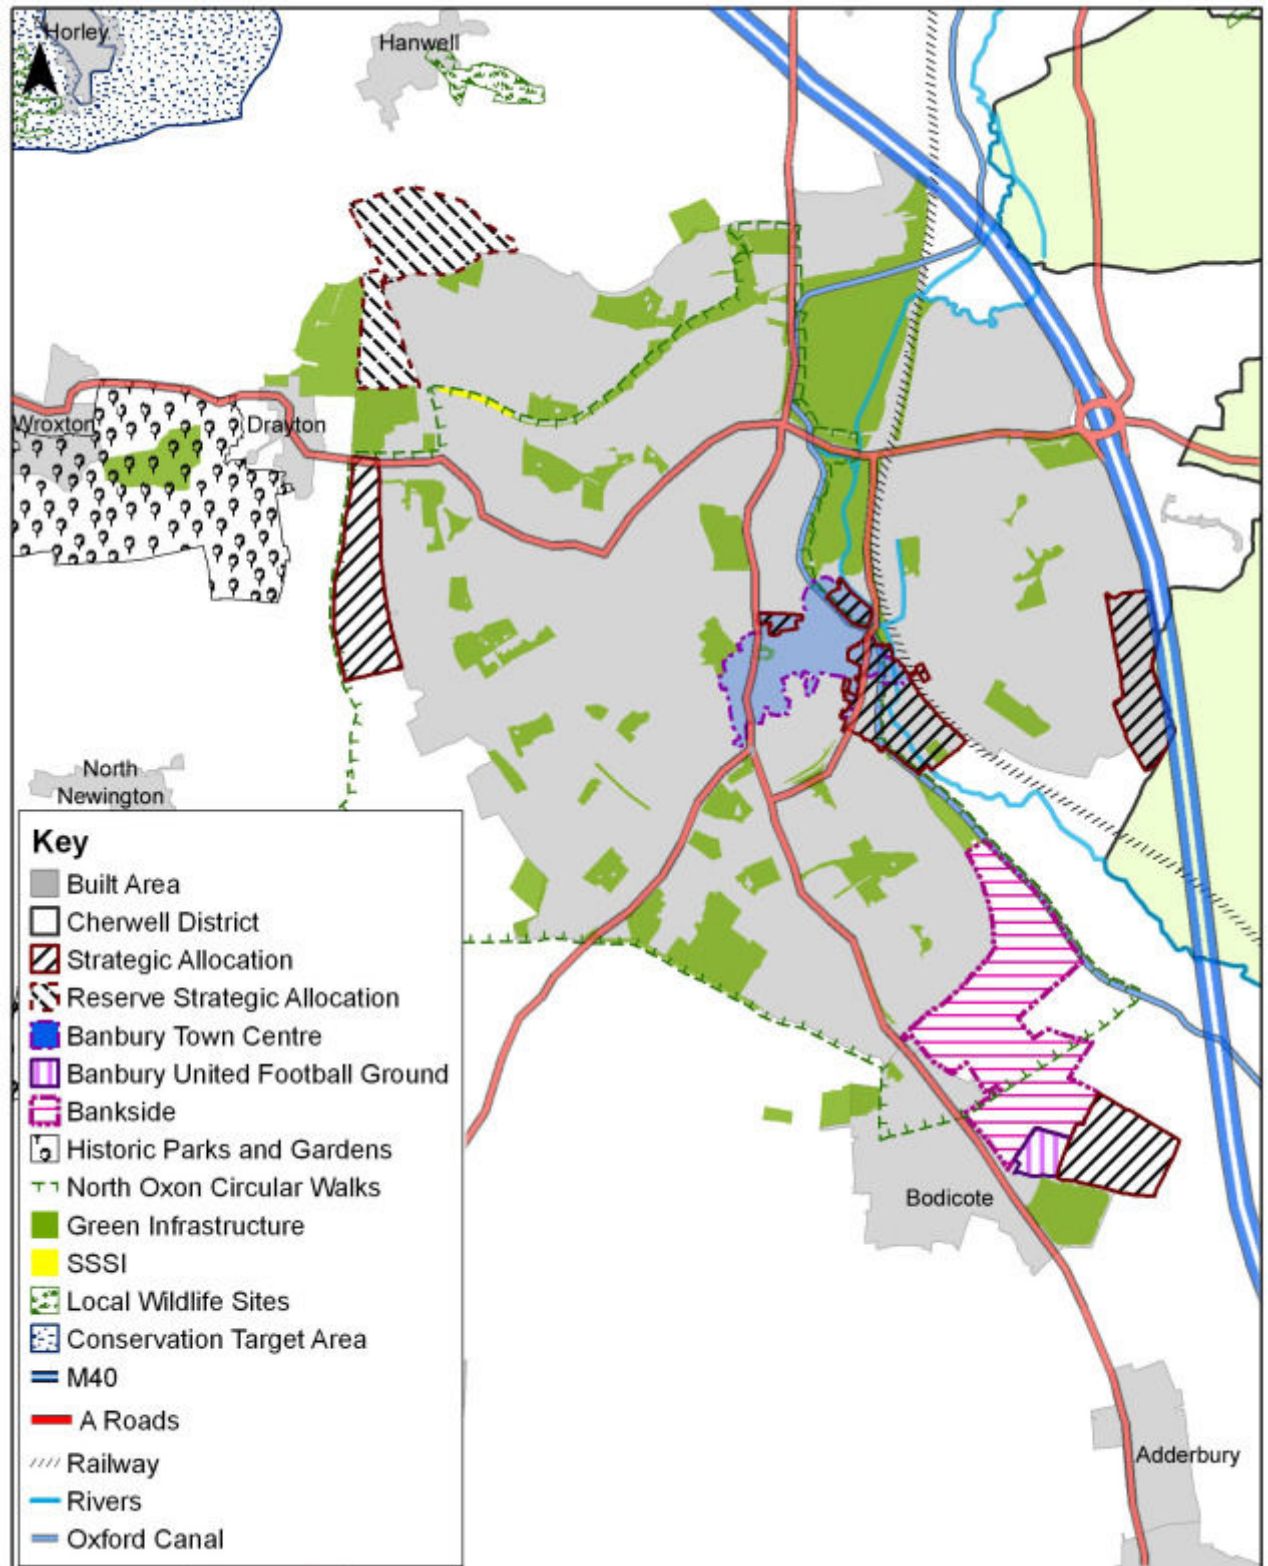 Horley
Hanwell
Wroxton
Drayton
North
Newington
Bodicote
Adderbury
Key
Built Area
Cherwell District
Strategic Allocation
Reserve Strategic Allocation
Banbury Town Centre
Banbury United Football Ground
Bankside
Historic Parks and Gardens
North Oxon Circular Walks
Green Infrastructure
SSSI
Local Wildlife Sites
Conservation Target Area
M40
A Roads
Railway
Rivers
Oxford Canal